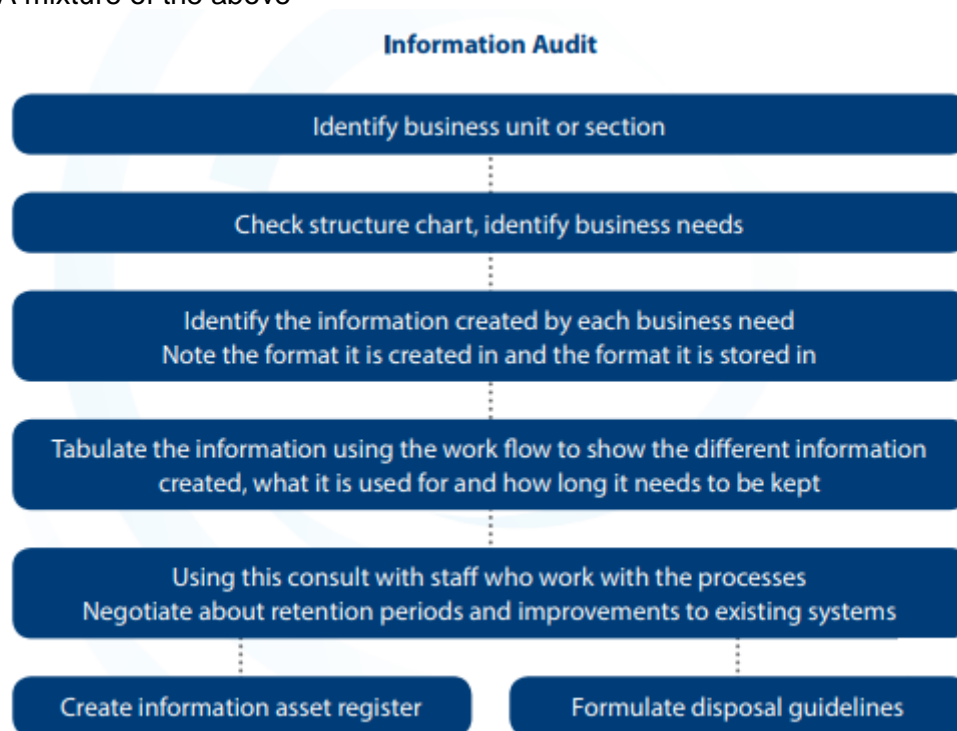 A mixture of the above
Information Audit
Identify business unit or section
Check structure chart, identify business needs
Identify the information created by each business need
Note the format it is created in and the format it is stored in
Tabulate the information using the work flow to show the different information
created, what it is used for and how long it needs to be kept
Using this consult with staff who work with the processes
Negotiate about retention periods and improvements to existing systems
Create information asset register
Formulate disposal guidelines